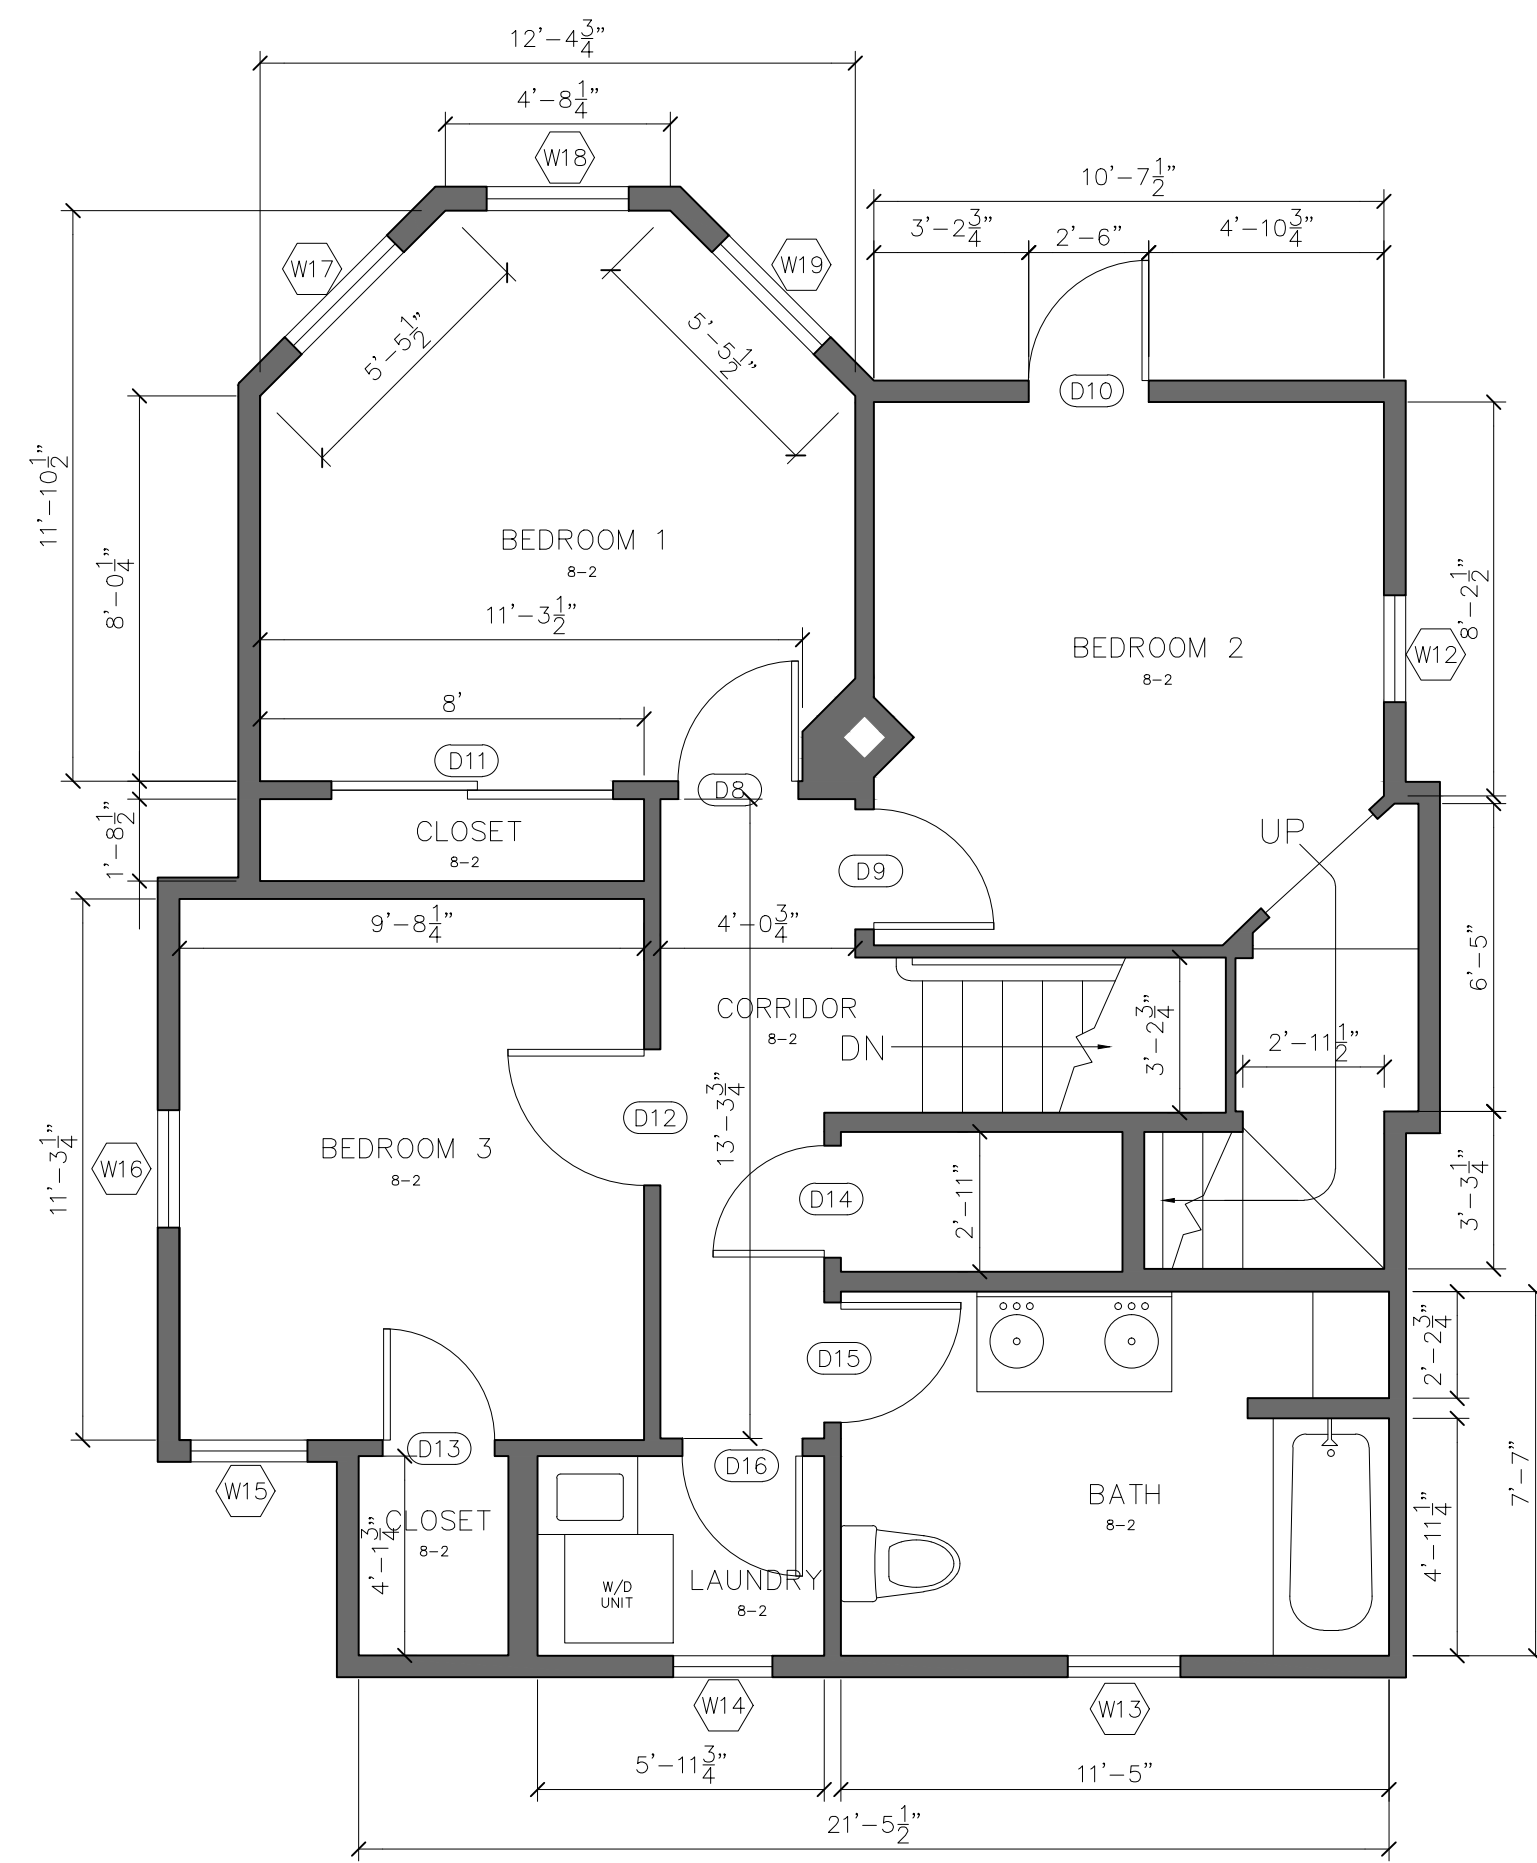 12'-4 3/4"
4'-8 1/4"
W18
10'-7 1/2"
3'-2 3/4"
2'-6"
4'-10 3/4"
W17
W19
5'-5 1/2"
5'-5 1/2"
D10
11'-10 1/2"
8'-0 1/4"
BEDROOM 1
8-2
8'-2 1/2"
11'-3 1/2"
BEDROOM 2
8-2
W12
8'
D11
D8
1'-8 1/2"
CLOSET
8-2
UP
D9
9'-8 1/4"
4'-0 3/4"
6'-5"
CORRIDOR
8-2
DN
3'-2 3/4"
2'-11 1/2"
13'-3 3/4"
D12
BEDROOM 3
8-2
W16
11'-3 1/4"
D14
2'-11"
3'-3 1/4"
D15
2'-2 3/4"
D13
D16
W15
CLOSET
8-2
4'-1 3/4"
BATH
8-2
7'-7"
4'-11 1/4"
W/D
UNIT
LAUNDRY
8-2
W14
W13
5'-11 3/4"
11'-5"
21'-5 1/2"